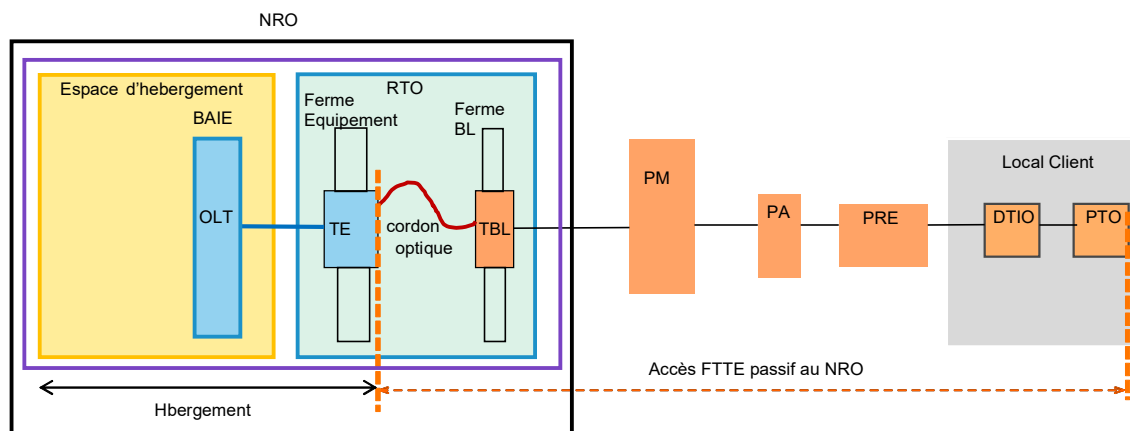 NRO
Espace d'hebergement
BAIE
OLT
RTO
Ferme
Equipement
Ferme
BL
TE
cordon
optique
TBL
PM
PA
PRE
Local Client
DTIO
PTO
Accès FTTE passif au NRO
Hbergement